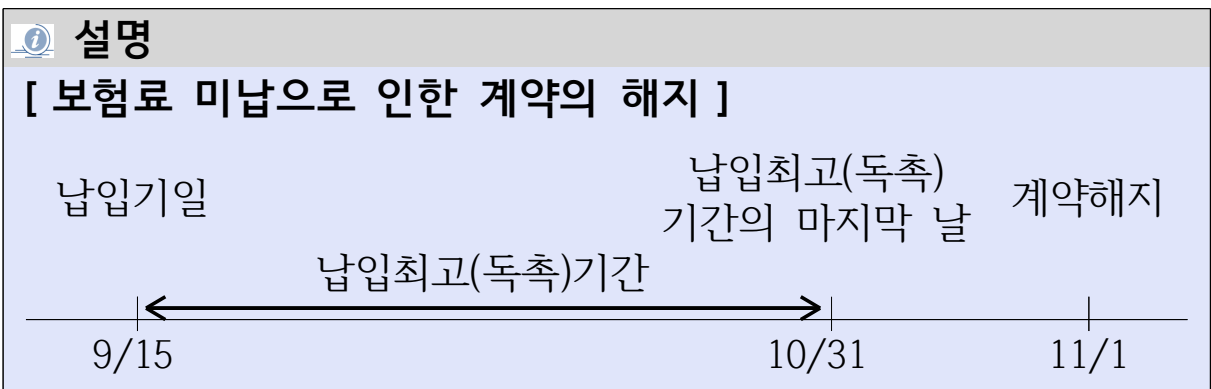 설명
[ 보험료 미납으로 인한 계약의 해지 ]
납입기일
납입최고(독촉)
기간의 마지막 날
계약해지
납입최고(독촉)기간
9/15
10/31
11/1